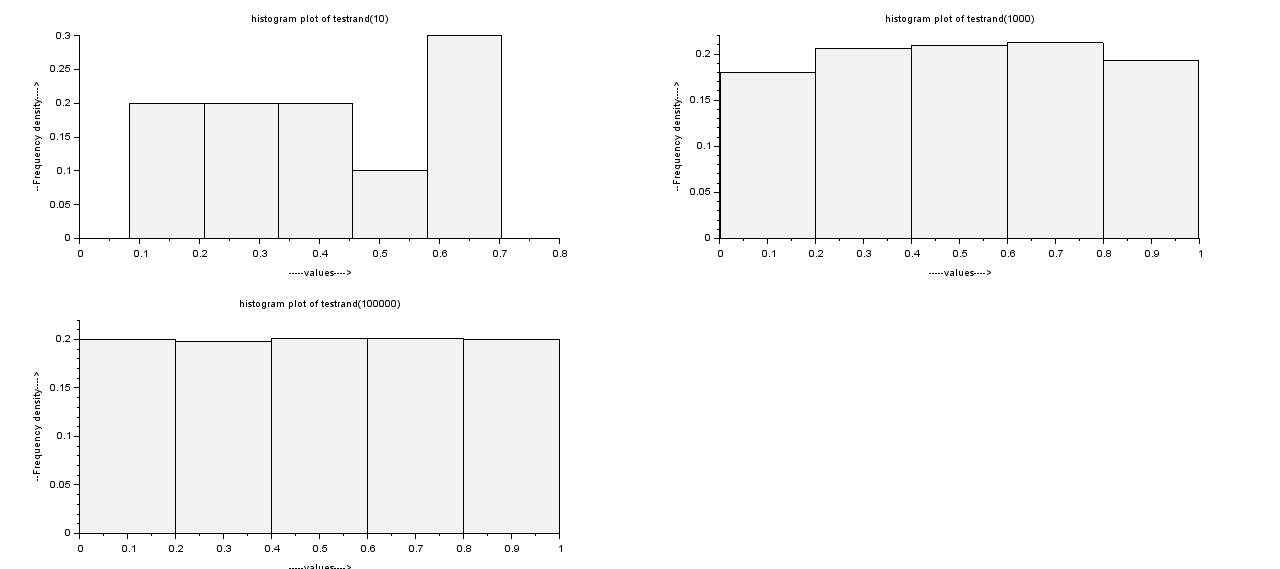 histogram plot of testrand(10)
0.3
0.25
0.2
0.15
0.1
0.05
0
--Frequency density---->
0 0.1 0.2 0.3 0.4 0.5 0.6 0.7 0.8
-----values---->
histogram plot of testrand(1000)
0.2
0.15
0.1
0.05
0
--Frequency density---->
0 0.1 0.2 0.3 0.4 0.5 0.6 0.7 0.8 0.9 1
-----values---->
histogram plot of testrand(100000)
0.2
0.15
0.1
0.05
0
--Frequency density---->
0 0.1 0.2 0.3 0.4 0.5 0.6 0.7 0.8 0.9 1
-----values---->